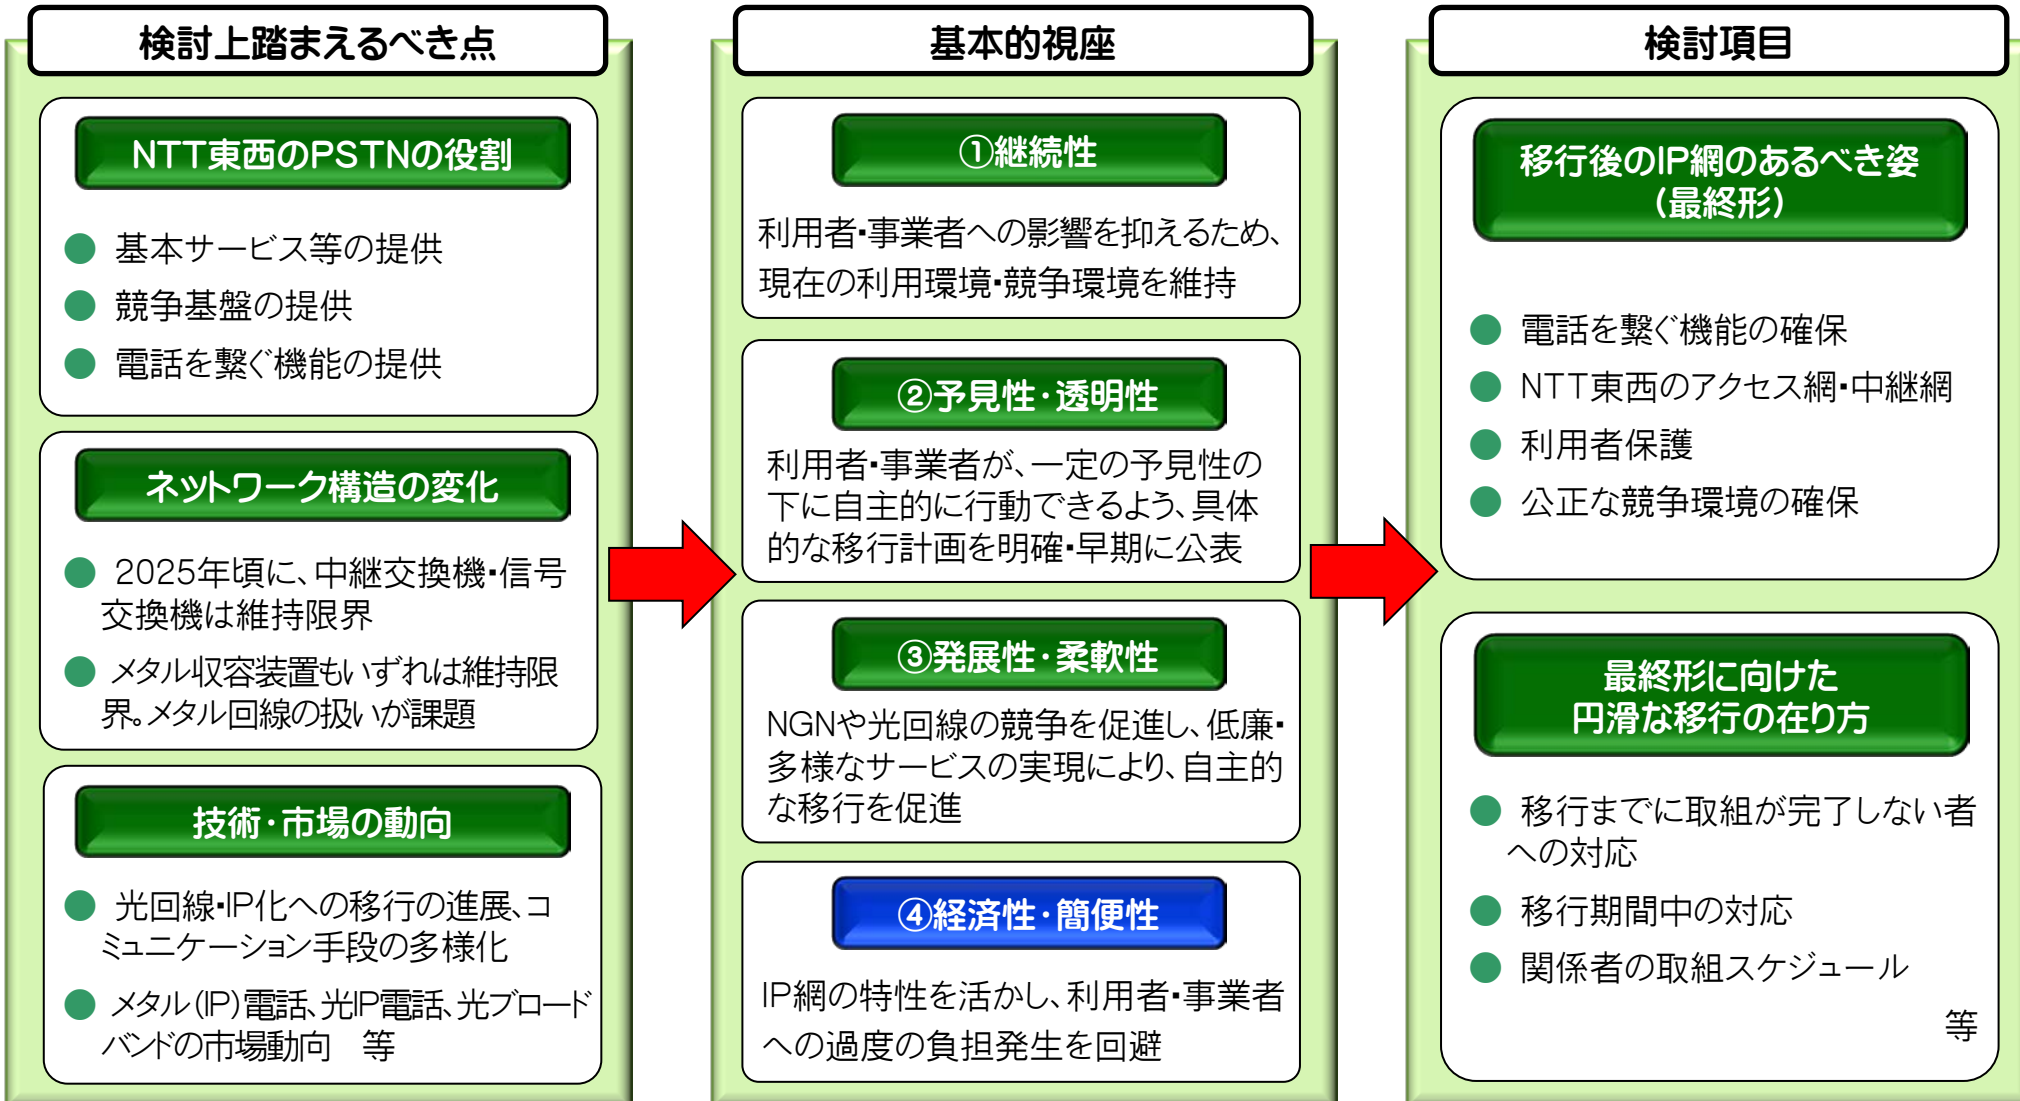 検討上踏まえるべき点
NTT東西のPSTNの役割
● 基本サービス等の提供
● 競争基盤の提供
● 電話を繋ぐ機能の提供
ネットワーク構造の変化
● 2025年頃に、中継交換機・信号
交換機は維持限界
● メタル収容装置もいずれは維持限
界。メタル回線の扱いが課題
技術・市場の動向
● 光回線・IP化への移行の進展、コ
ミュニケーション手段の多様化
● メタル(IP)電話、光IP電話、光ブロード
バンドの市場動向　等
基本的視座
①継続性
利用者・事業者への影響を抑えるため、
現在の利用環境・競争環境を維持
②予見性・透明性
利用者・事業者が、一定の予見性の
下に自主的に行動できるよう、具体
的な移行計画を明確・早期に公表
③発展性・柔軟性
NGNや光回線の競争を促進し、低廉・
多様なサービスの実現により、自主的
な移行を促進
④経済性・簡便性
IP網の特性を活かし、利用者・事業者
への過度の負担発生を回避
検討項目
移行後のIP網のあるべき姿
(最終形)
● 電話を繋ぐ機能の確保
● NTT東西のアクセス網・中継網
● 利用者保護
● 公正な競争環境の確保
最終形に向けた
円滑な移行の在り方
● 移行までに取組が完了しない者
への対応
● 移行期間中の対応
● 関係者の取組スケジュール
等